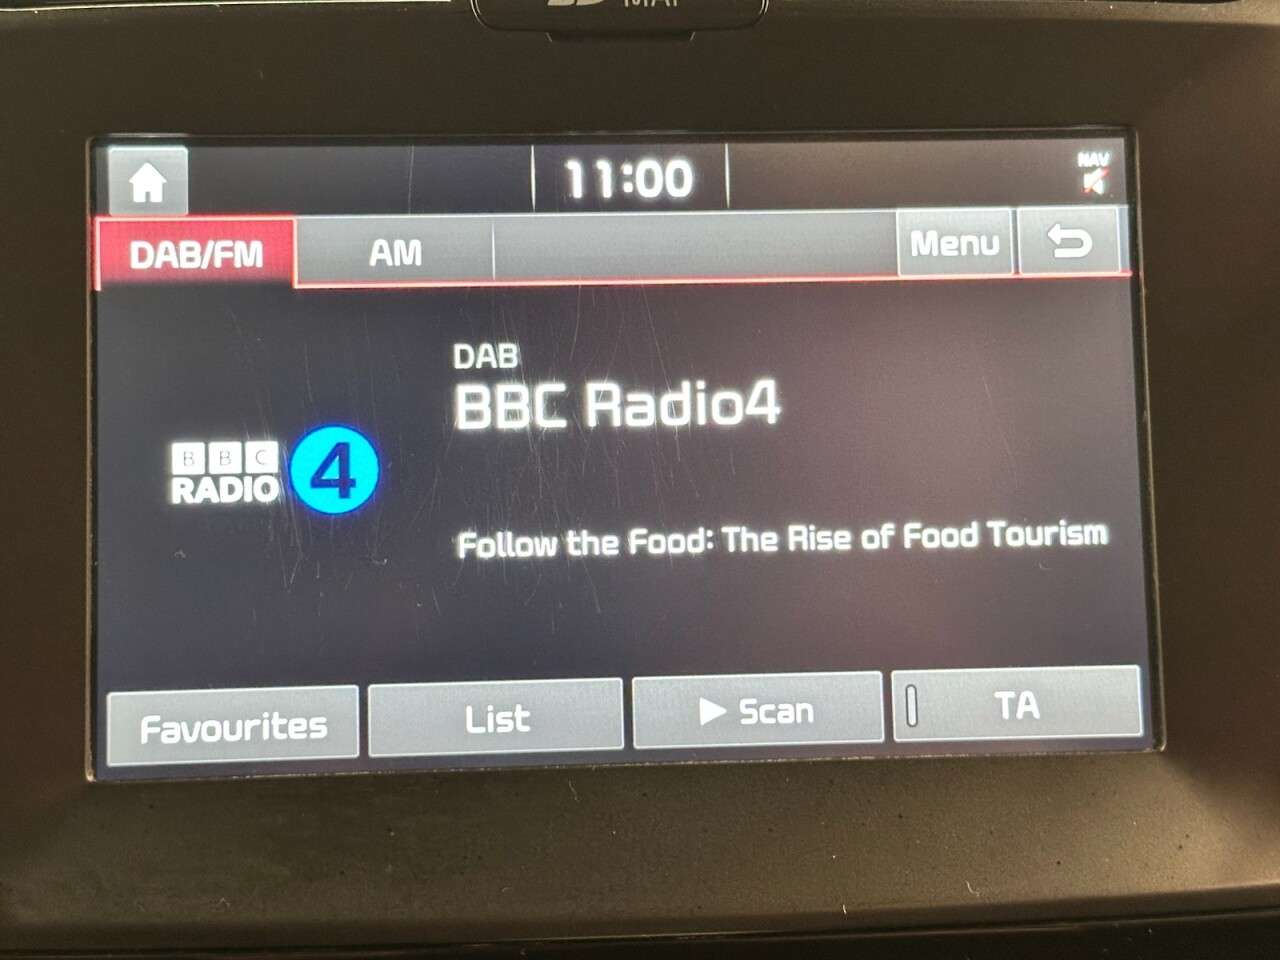 11:00
NAV
DAB/FM AM Menu
DAB
BBC Radio4
BBC
RADIO 4
Follow the Food: The Rise of Food Tourism
Favourites List Scan TA